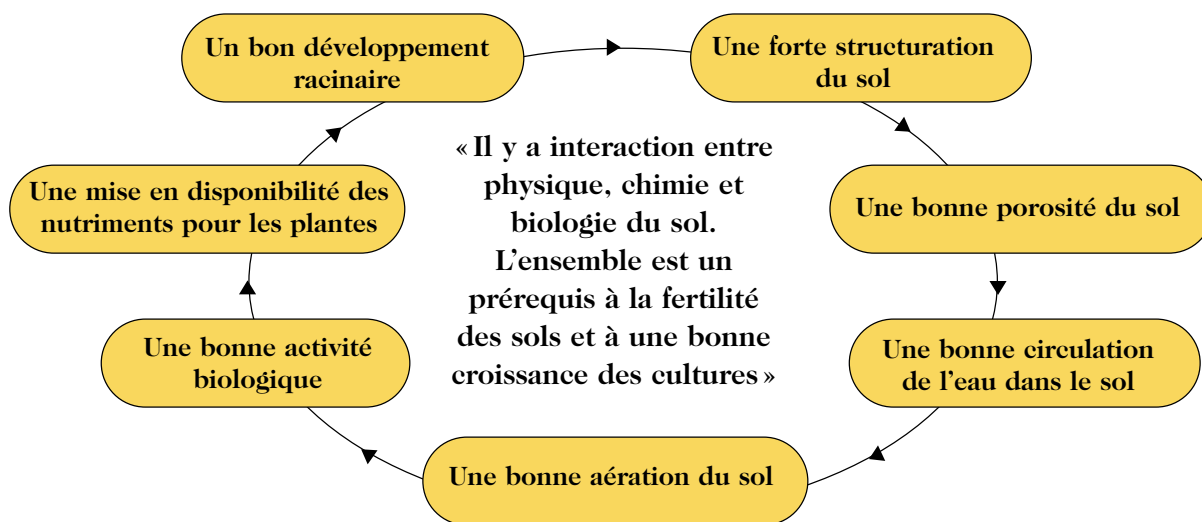 Un bon développement
racinaire
Une forte structuration
du sol
Une bonne porosité du sol
Une bonne circulation
de l'eau dans le sol
Une bonne aération du sol
Une bonne activité
biologique
Une mise en disponibilité des
nutriments pour les plantes
« Il y a interaction entre
physique, chimie et
biologie du sol.
L'ensemble est un
prérequis à la fertilité
des sols et à une bonne
croissance des cultures »